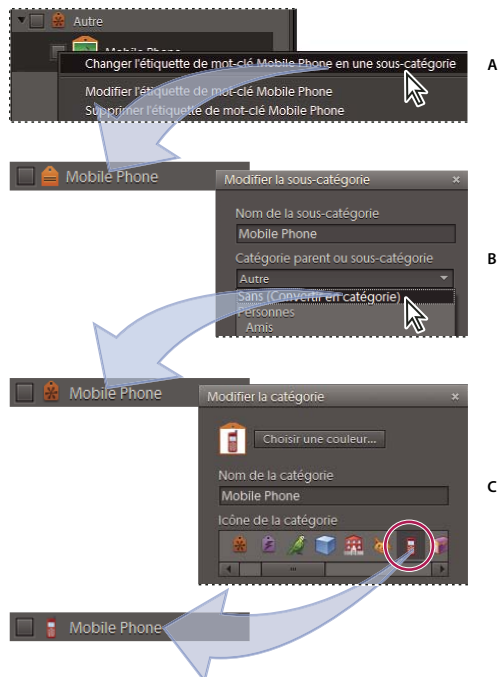 Autre
Mobile Phone
Changer l'étiquette de mot-clé Mobile Phone en une sous-catégorie
A
Modifier l'étiquette de mot-clé Mobile Phone
Supprimer l'étiquette de mot-clé Mobile Phone
Mobile Phone
Modifier la sous-catégorie
×
Nom de la sous-catégorie
Mobile Phone
Catégorie parent ou sous-catégorie
B
Autre
Sans (Convertir en catégorie)
Personnes
Amis
Mobile Phone
Modifier la catégorie
×
Choisir une couleur...
Nom de la catégorie
C
Mobile Phone
Icône de la catégorie
Mobile Phone